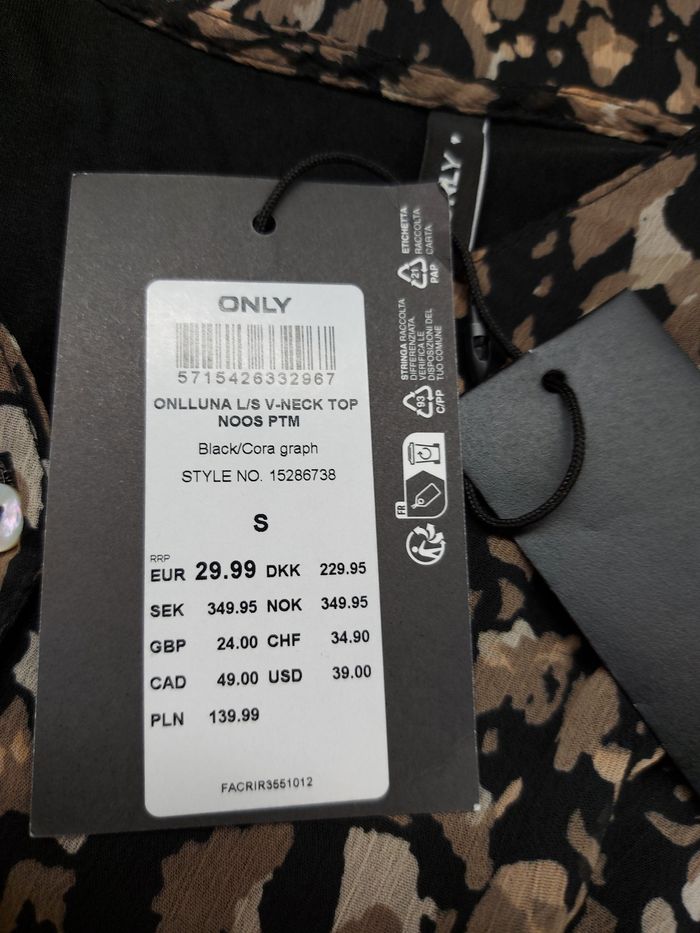 ONLY
ONLY
5715426332967
ONLLUNA L/S V-NECK TOP
NOOS PTM
Black/Cora graph
STYLE NO. 15286738
S
RRP
EUR 29.99 DKK 229.95
SEK 349.95 NOK 349.95
GBP 24.00 CHF 34.90
CAD 49.00 USD 39.00
PLN 139.99
FACRIR3551012
ETICHETTA
RACCOLTA
CARTA
21
PAP
STRINGA RACCOLTA
DIFFERENZIATA.
VERIFICA LE
DISPOSIZIONI DEL
TUO COMUNE
93
C/PP
FR